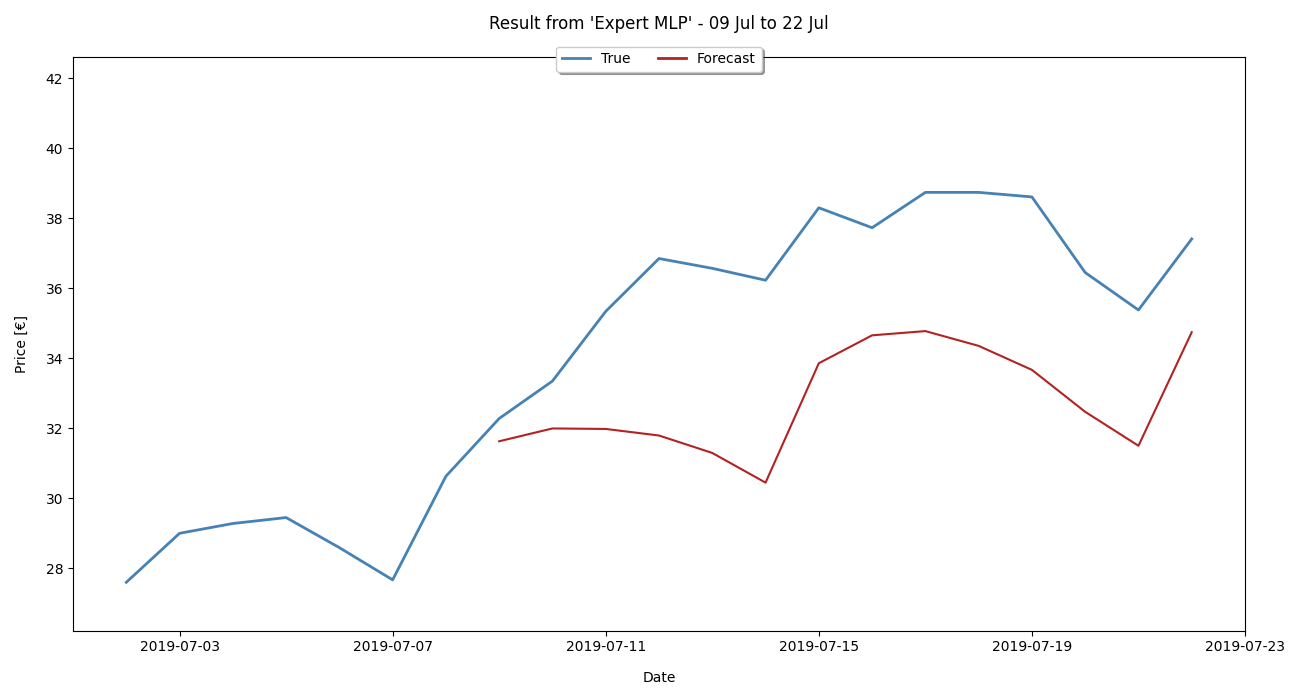 Result from 'Expert MLP' - 09 Jul to 22 Jul
True Forecast
42
40
38
36
34
32
30
28
Price [€]
2019-07-03 2019-07-07 2019-07-11 2019-07-15 2019-07-19 2019-07-23
Date